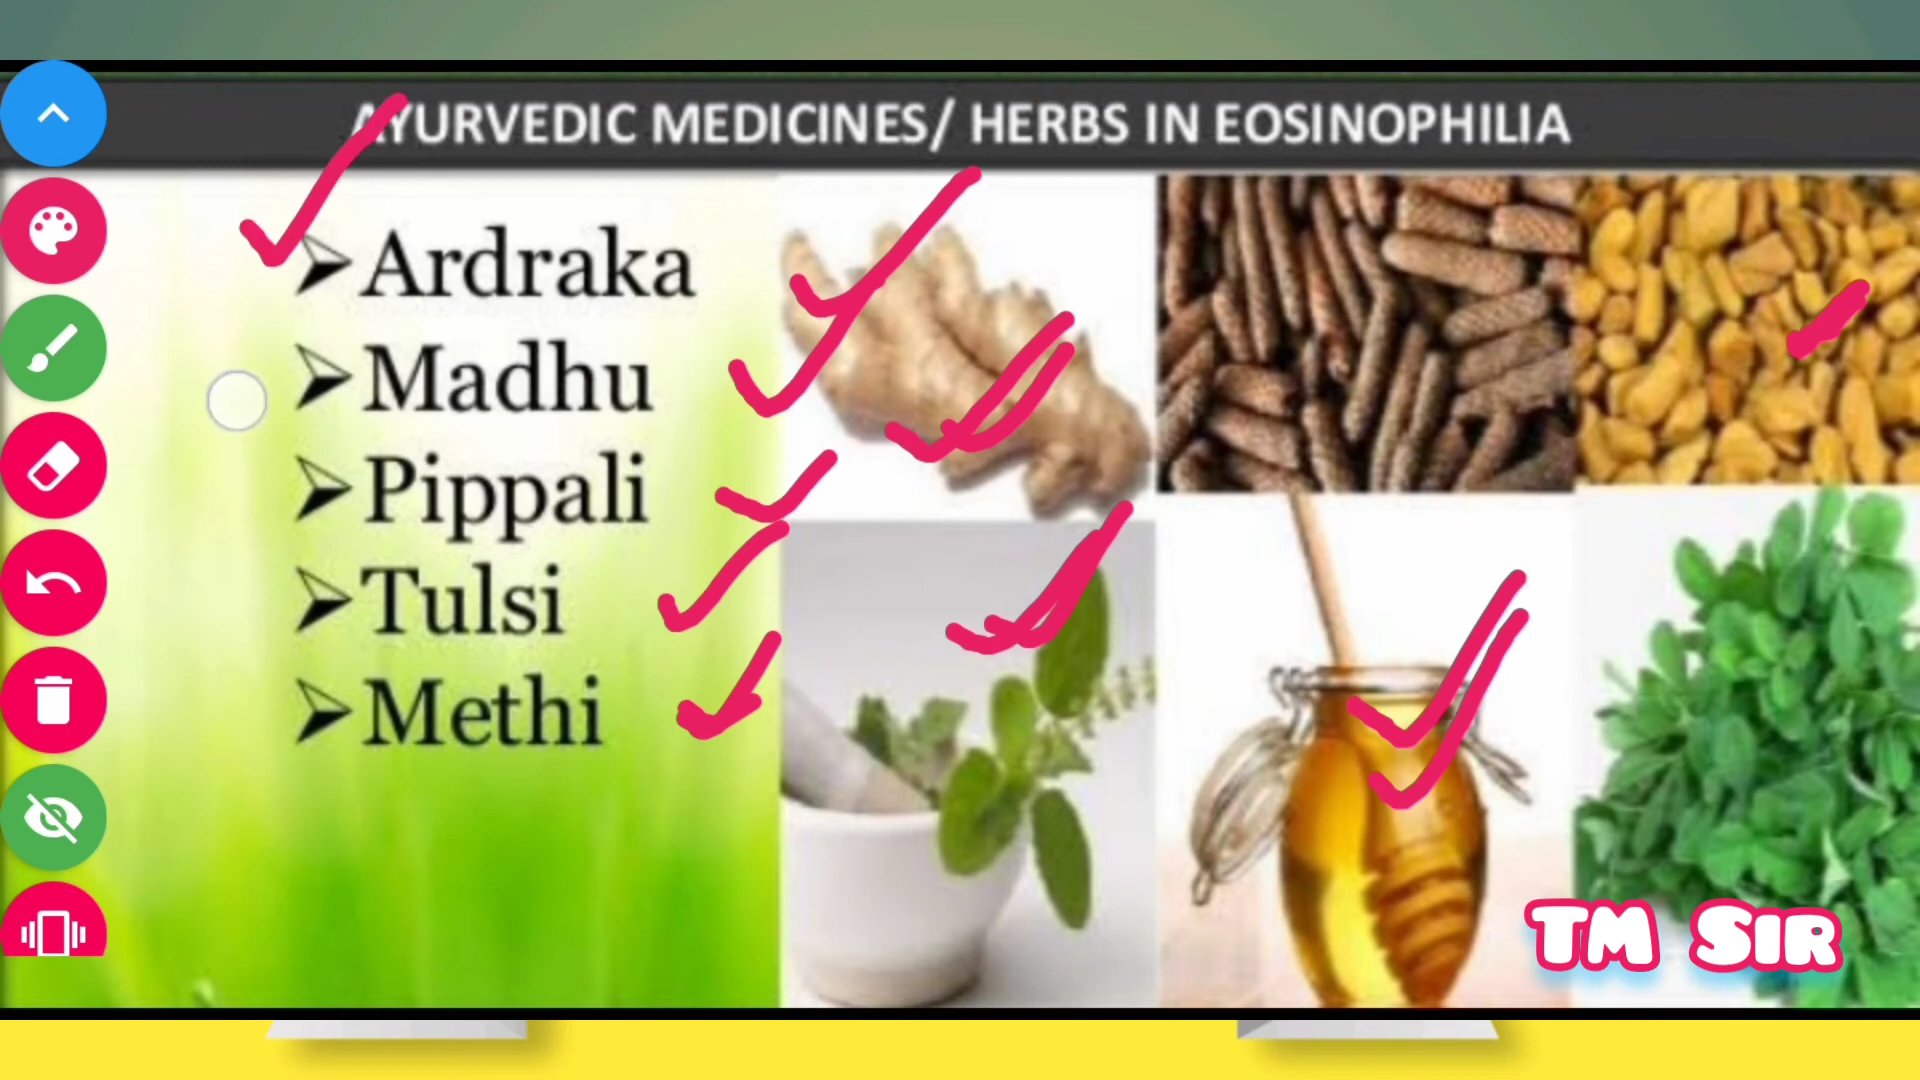 AYURVEDIC MEDICINES/ HERBS IN EOSINOPHILIA
Ardraka
Madhu
Pippali
Tulsi
Methi
TM SIR